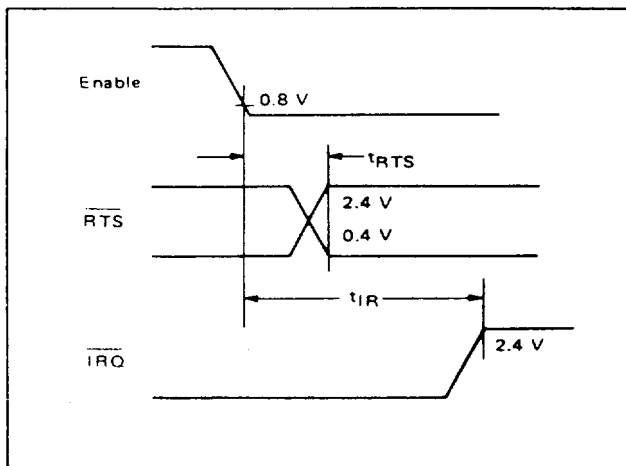 Enable
0.8 V
tRTS
RTS
2.4 V
0.4 V
tIR
IRQ
2.4 V